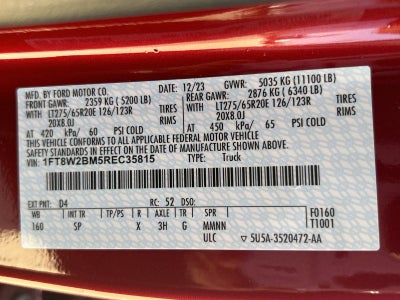 MFD. BY FORD MOTOR CO.
12/23 GVWR: 5035 KG (11100 LB)
FRONT GAWR: 2359 KG (5200 LB) REAR GAWR: 2876 KG (6340 LB)
LT275/65R20E 126/123R TIRES LT275/65R20E 126/123R TIRES
20X8.0J RIMS 20X8.0J RIMS
AT 420 kPa/ 60 PSI COLD AT 450 kPa/ 65 PSI COLD
THIS VEHICLE CONFORMS TO ALL APPLICABLE FEDERAL MOTOR VEHICLE
SAFETY STANDARDS IN EFFECT ON THE DATE OF MANUFACTURE SHOWN ABOVE.
VIN: 1FT8W2BM5REC35815 TYPE: Truck
EXT PNT: D4 RC: 52 DSO:
WB INT TR TP/PS R AXLE TR SPR F0160
160 SP X 3H G MMNN T1001
ULC ▽ 5U5A-3520472-AA